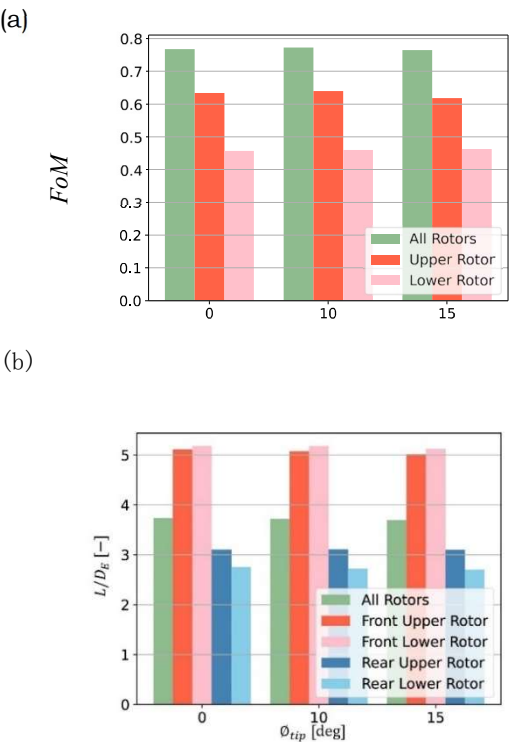 (a)
0.8
0.7
0.6
0.5
0.4
0.3
0.2
0.1
0.0
FoM
All Rotors
Upper Rotor
Lower Rotor
0 10 15
(b)
5
4
3
2
1
0
L/D_E [−]
All Rotors
Front Upper Rotor
Front Lower Rotor
Rear Upper Rotor
Rear Lower Rotor
0 10 15
Ø_tip [deg]